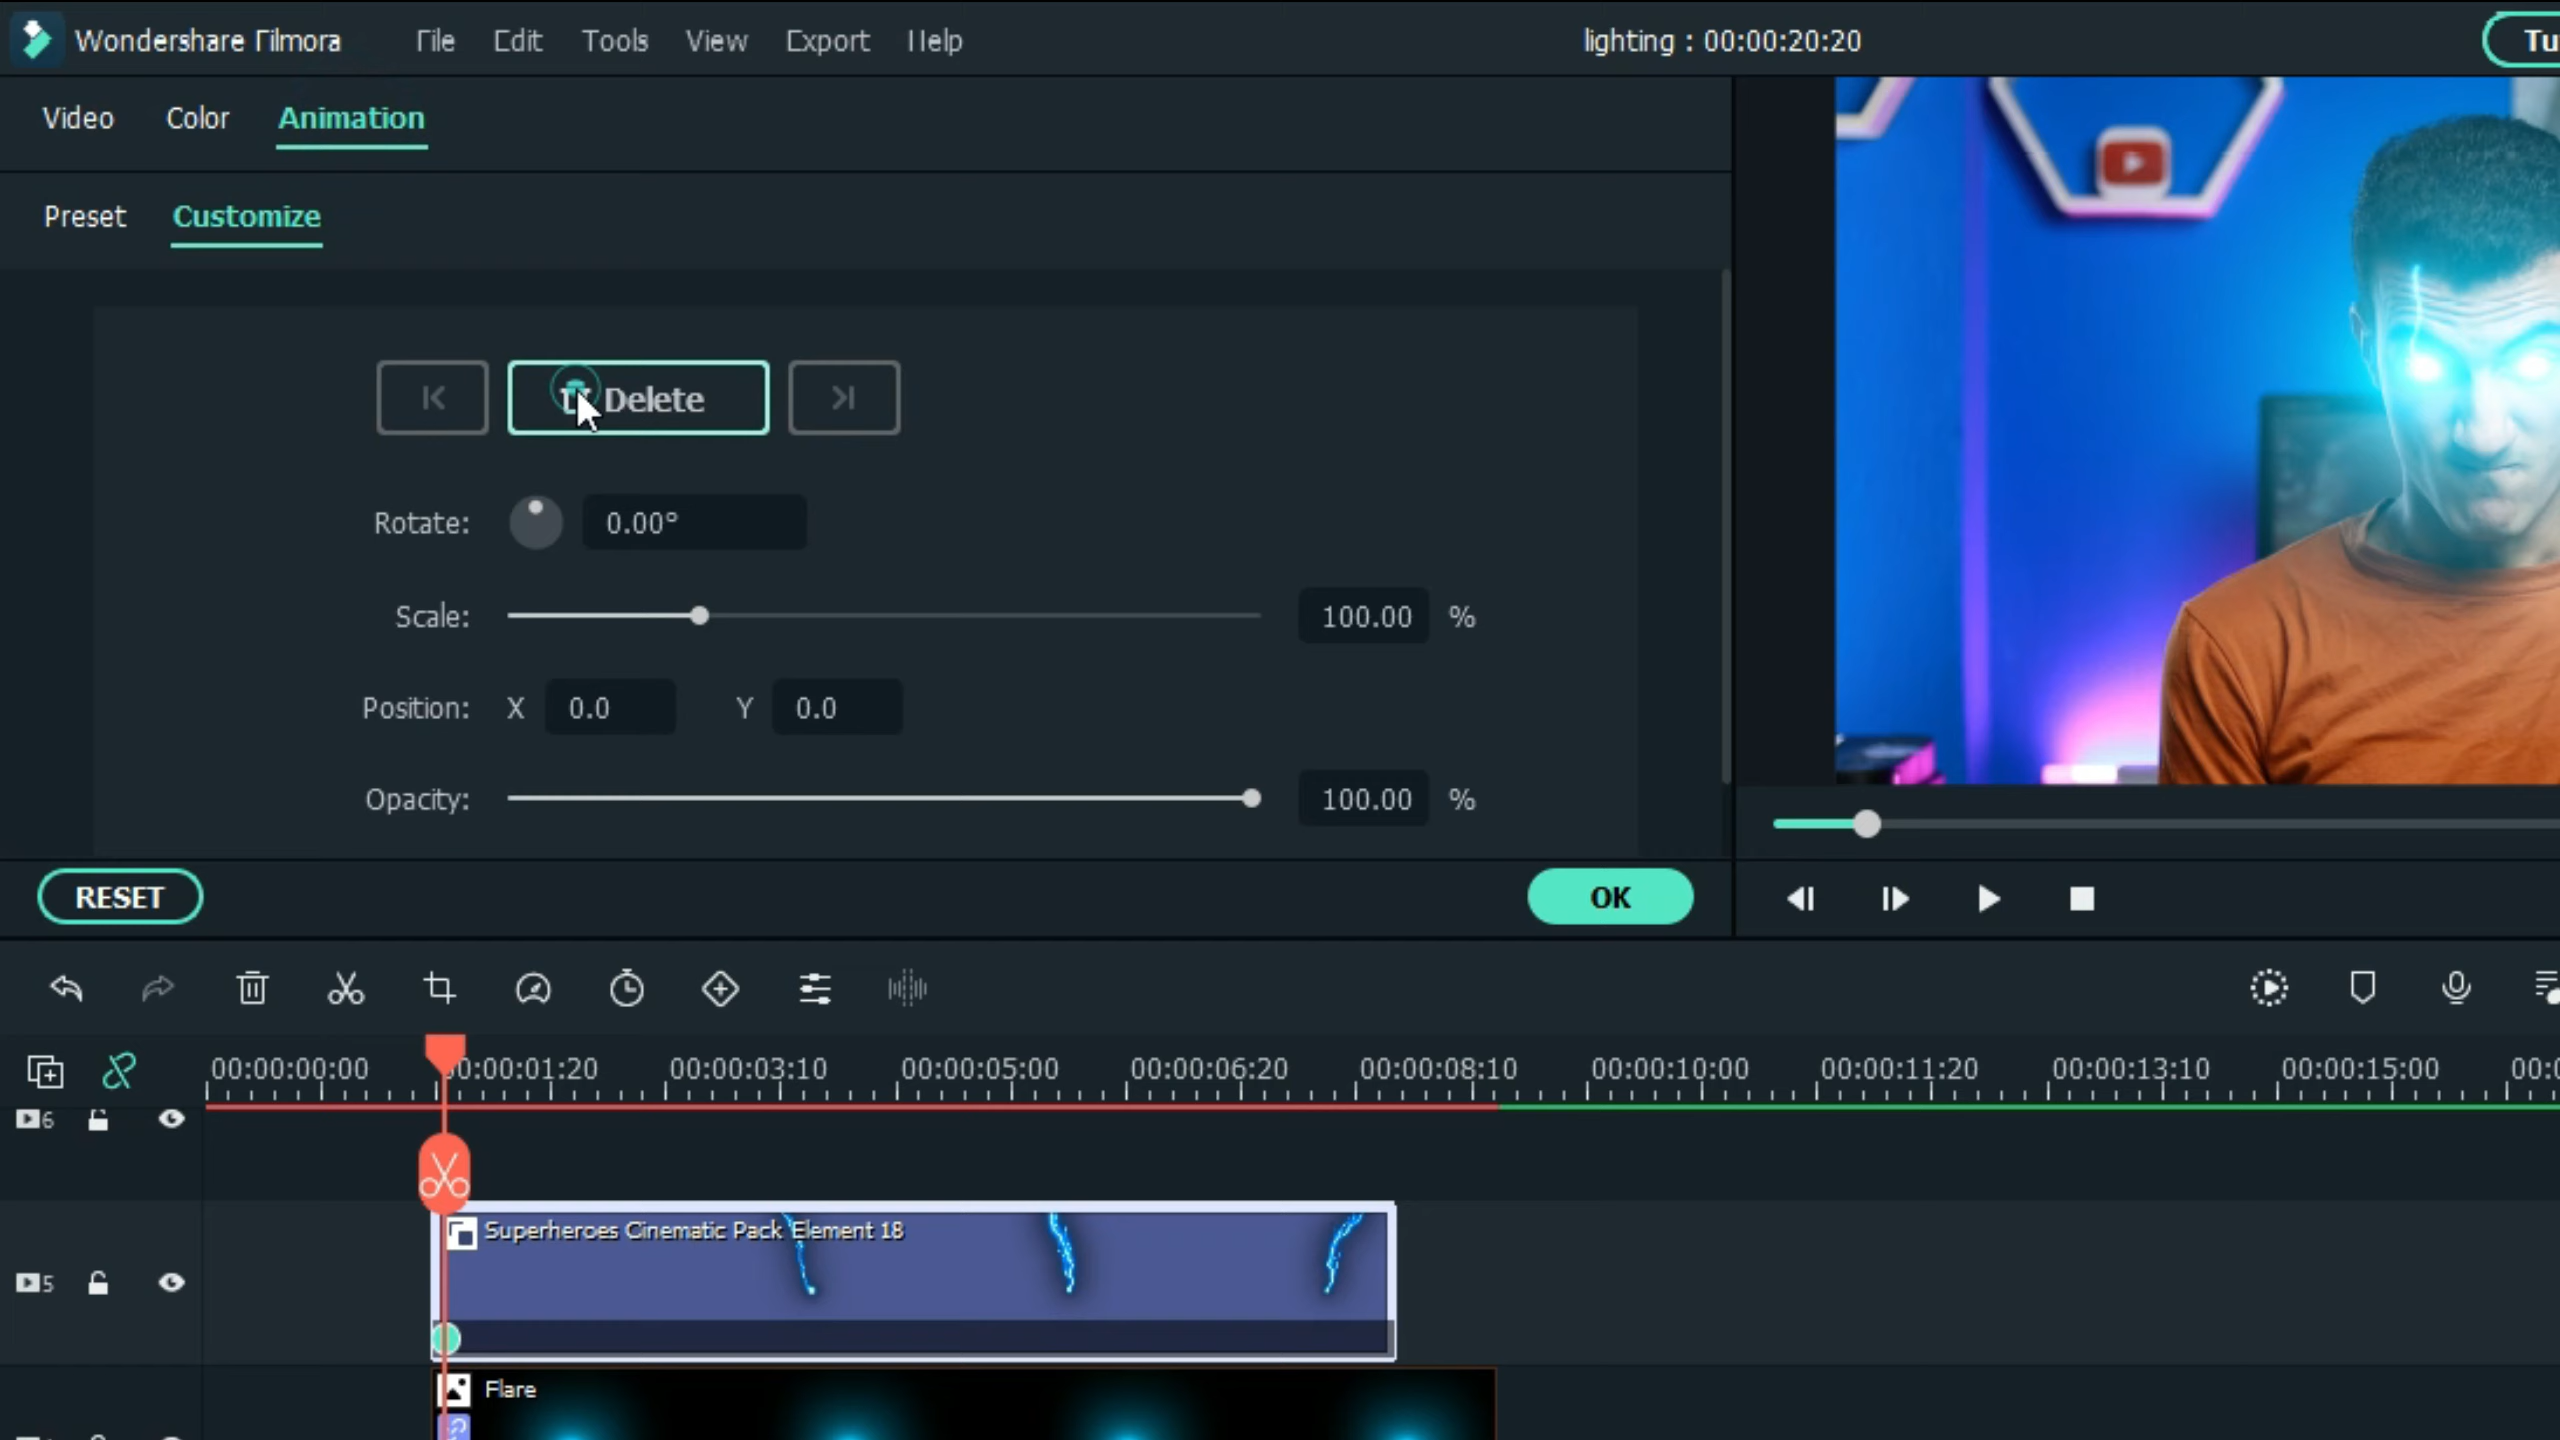 Wondershare Filmora File Edit Tools View Export Help lighting : 00:00:20:20 Tu
Video Color Animation
Preset Customize
Delete
Rotate: 0.00°
Scale: 100.00 %
Position: X 0.0 Y 0.0
Opacity: 100.00 %
RESET OK
00:00:00:00 00:00:01:20 00:00:03:10 00:00:05:00 00:00:06:20 00:00:08:10 00:00:10:00 00:00:11:20 00:00:13:10 00:00:15:00 00:0
6
Superheroes Cinematic Pack Element 18
5
Flare